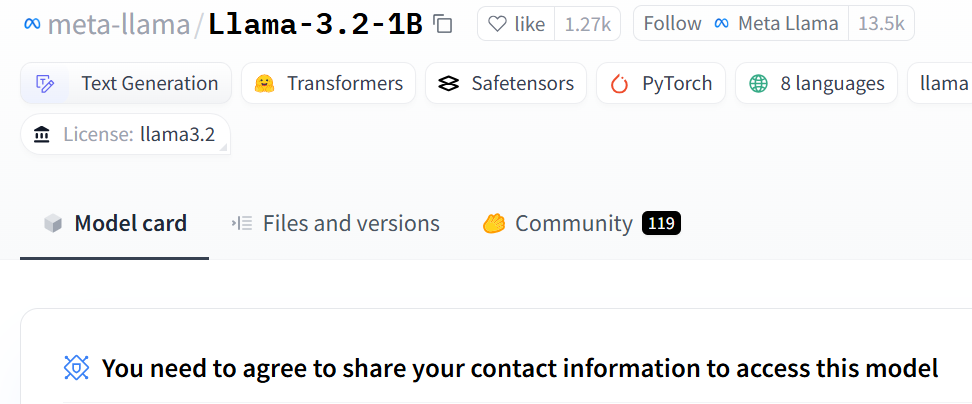 meta-llama/Llama-3.2-1B like 1.27k Follow Meta Llama 13.5k
Text Generation Transformers Safetensors PyTorch 8 languages llama
License: llama3.2
Model card Files and versions Community 119
You need to agree to share your contact information to access this model